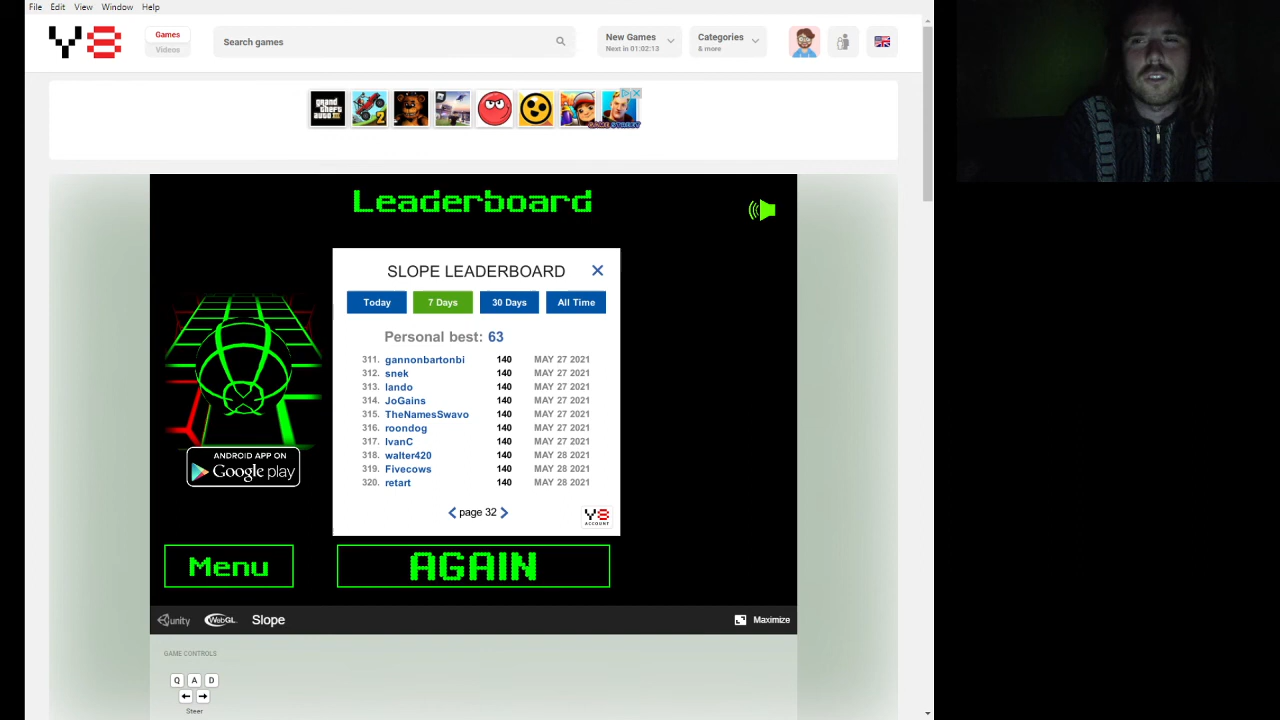 File Edit View Window Help
Y8
Games
Videos
Search games
New Games
Next in 01:02:13
Categories
& more
Leaderboard
SLOPE LEADERBOARD
Today 7 Days 30 Days All Time
Personal best: 63
311. gannonbartonbi 140 MAY 27 2021
312. snek 140 MAY 27 2021
313. lando 140 MAY 27 2021
314. JoGains 140 MAY 27 2021
315. TheNamesSwavo 140 MAY 27 2021
316. roondog 140 MAY 27 2021
317. IvanC 140 MAY 27 2021
318. walter420 140 MAY 28 2021
319. Fivecows 140 MAY 28 2021
320. retart 140 MAY 28 2021
page 32
Y8
ACCOUNT
ANDROID APP ON
Google play
Menu
AGAIN
unity WebGL Slope Maximize
GAME CONTROLS
Q A D
Steer